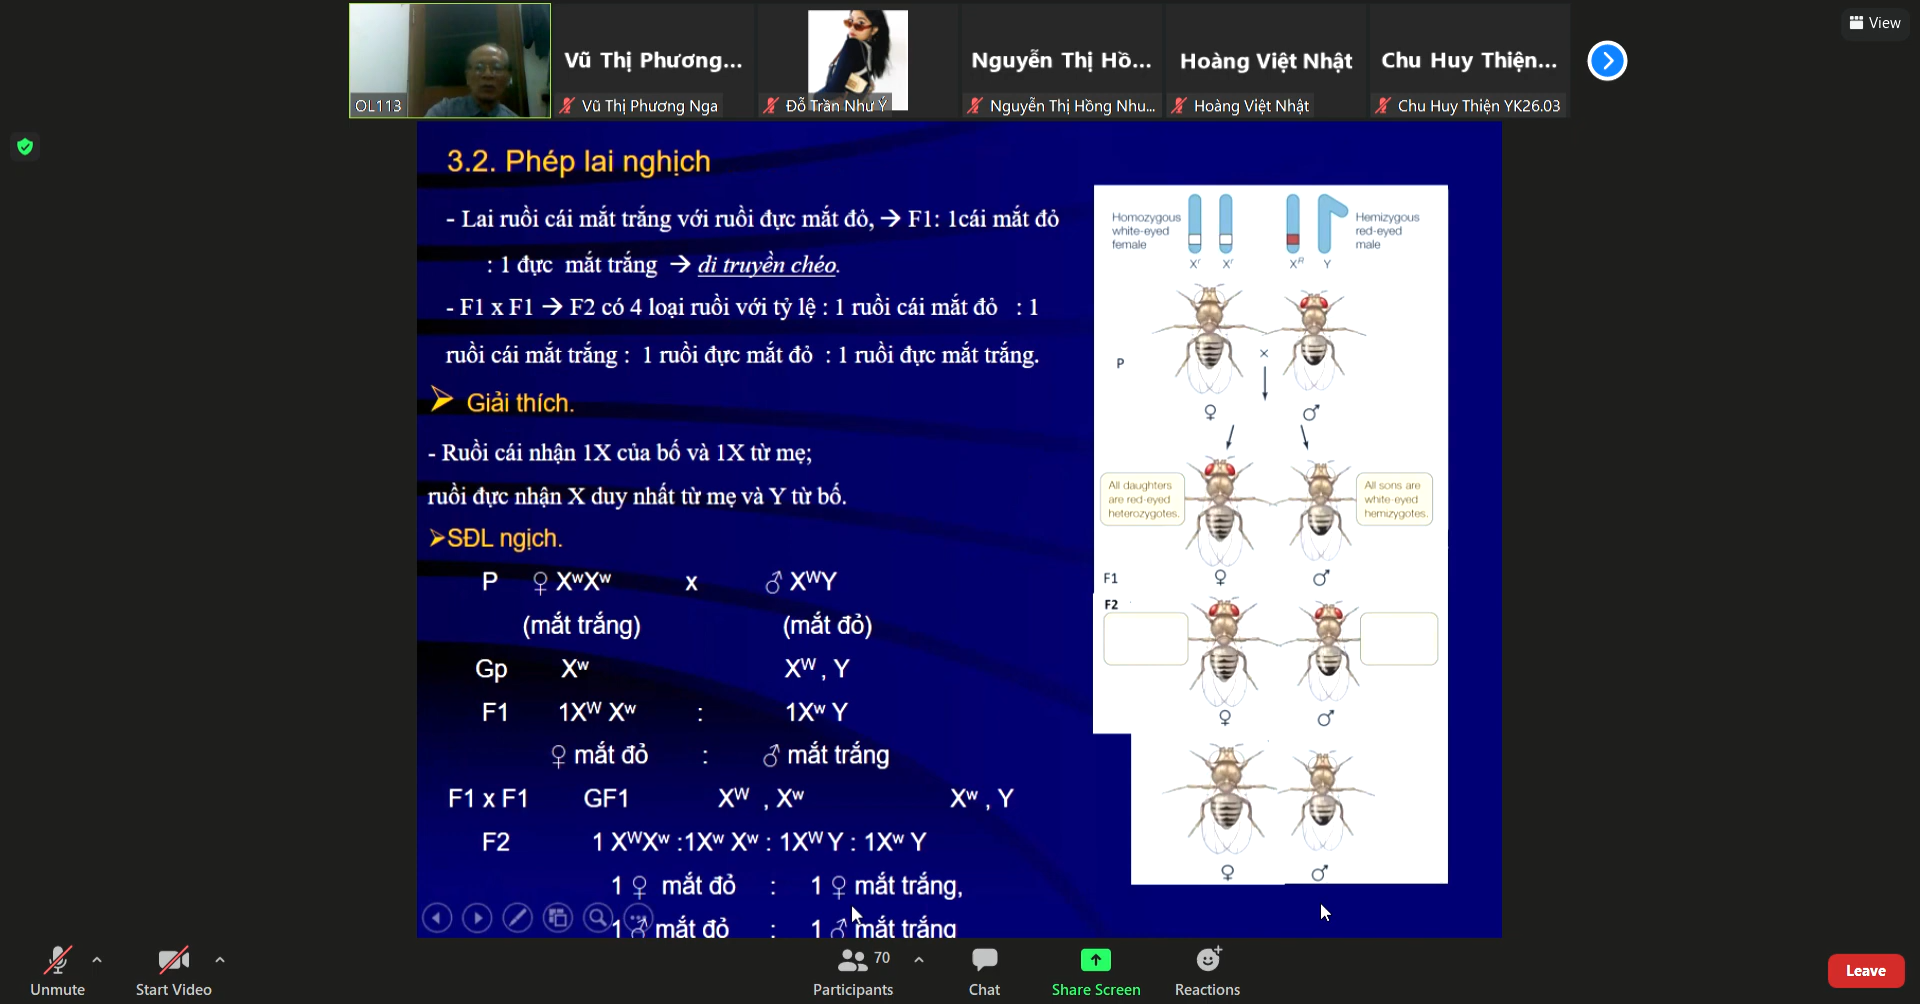 View
OL113
Vũ Thị Phương...
Vũ Thị Phương Nga
Đỗ Trần Như Ý
Nguyễn Thị Hồ...
Nguyễn Thị Hồng Nhu...
Hoàng Việt Nhật
Hoàng Việt Nhật
Chu Huy Thiện...
Chu Huy Thiện YK26.03
3.2. Phép lai nghịch
- Lai ruồi cái mắt trắng với ruồi đực mắt đỏ, → F1: 1cái mắt đỏ
: 1 đực mắt trắng → di truyền chéo.
- F1 x F1 → F2 có 4 loại ruồi với tỷ lệ : 1 ruồi cái mắt đỏ : 1
ruồi cái mắt trắng : 1 ruồi đực mắt đỏ : 1 ruồi đực mắt trắng.
➢ Giải thích.
- Ruồi cái nhận 1X của bố và 1X từ mẹ;
ruồi đực nhận X duy nhất từ mẹ và Y từ bố.
➢SĐL ngịch.
P ♀ XʷXʷ x ♂ XᵂY
(mắt trắng) (mắt đỏ)
Gp Xʷ Xᵂ , Y
F1 1Xᵂ Xʷ : 1Xʷ Y
♀ mắt đỏ : ♂ mắt trắng
F1 x F1 GF1 Xᵂ , Xʷ Xʷ , Y
F2 1 XᵂXʷ :1Xʷ Xʷ : 1Xᵂ Y : 1Xʷ Y
1 ♀ mắt đỏ : 1 ♀ mắt trắng,
1 ♂ mắt đỏ : 1 ♂ mắt trắng
Homozygous
white-eyed
female
Hemizygous
red-eyed
male
Xʳ Xʳ Xᴿ Y
P
×
♀ ♂
All daughters
are red-eyed
heterozygotes.
All sons are
white-eyed
hemizygotes.
F1 ♀ ♂
F2
♀ ♂
♀ ♂
Unmute
Start Video
70
Participants
Chat
Share Screen
Reactions
Leave